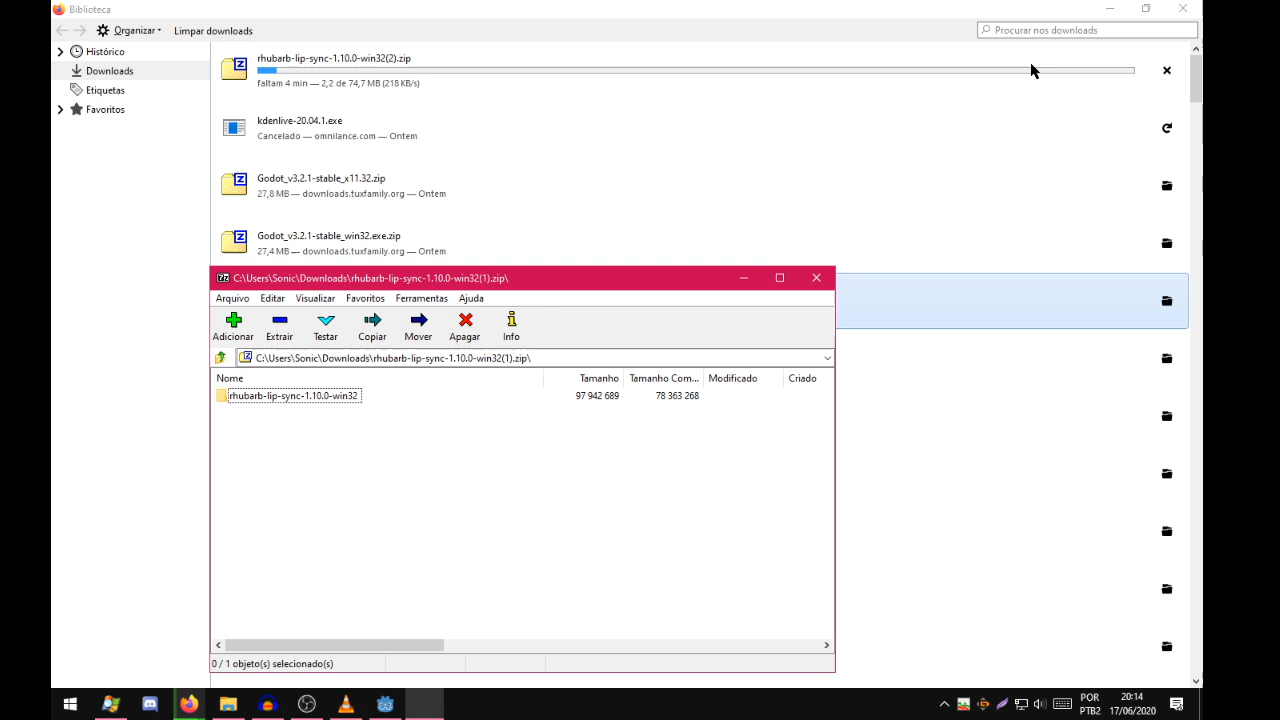 Biblioteca
Organizar
Limpar downloads
Procurar nos downloads
Histórico
Downloads
Etiquetas
Favoritos
rhubarb-lip-sync-1.10.0-win32(2).zip
faltam 4 min — 2,2 de 74,7 MB (218 KB/s)
kdenlive-20.04.1.exe
Cancelado — omnilance.com — Ontem
Godot_v3.2.1-stable_x11.32.zip
27,8 MB — downloads.tuxfamily.org — Ontem
Godot_v3.2.1-stable_win32.exe.zip
27,4 MB — downloads.tuxfamily.org — Ontem
C:\Users\Sonic\Downloads\rhubarb-lip-sync-1.10.0-win32(1).zip\
Arquivo Editar Visualizar Favoritos Ferramentas Ajuda
Adicionar Extrair Testar Copiar Mover Apagar Info
C:\Users\Sonic\Downloads\rhubarb-lip-sync-1.10.0-win32(1).zip\
Nome Tamanho Tamanho Com... Modificado Criado
rhubarb-lip-sync-1.10.0-win32 97 942 689 78 363 268
0 / 1 objeto(s) selecionado(s)
POR 20:14
PTB2 17/06/2020